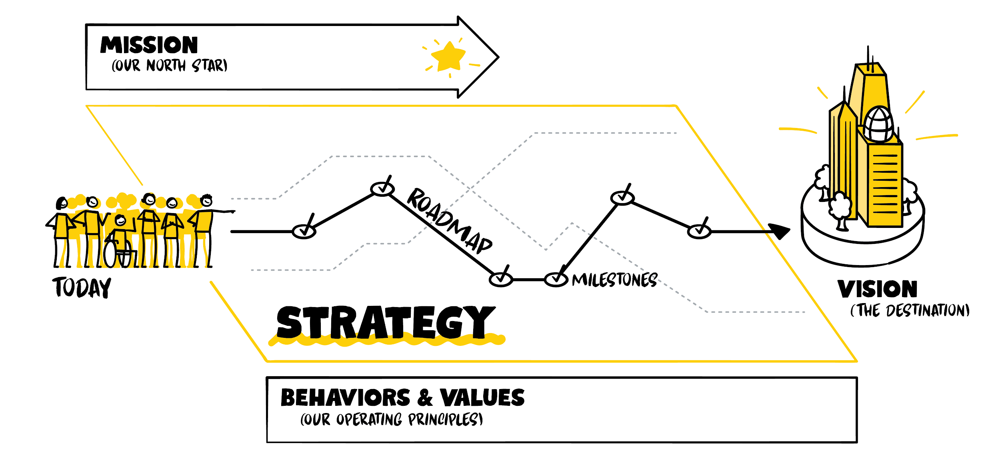 MISSION
(OUR NORTH STAR)
ROADMAP
TODAY
MILESTONES
VISION
(THE DESTINATION)
STRATEGY
BEHAVIORS & VALUES
(OUR OPERATING PRINCIPLES)